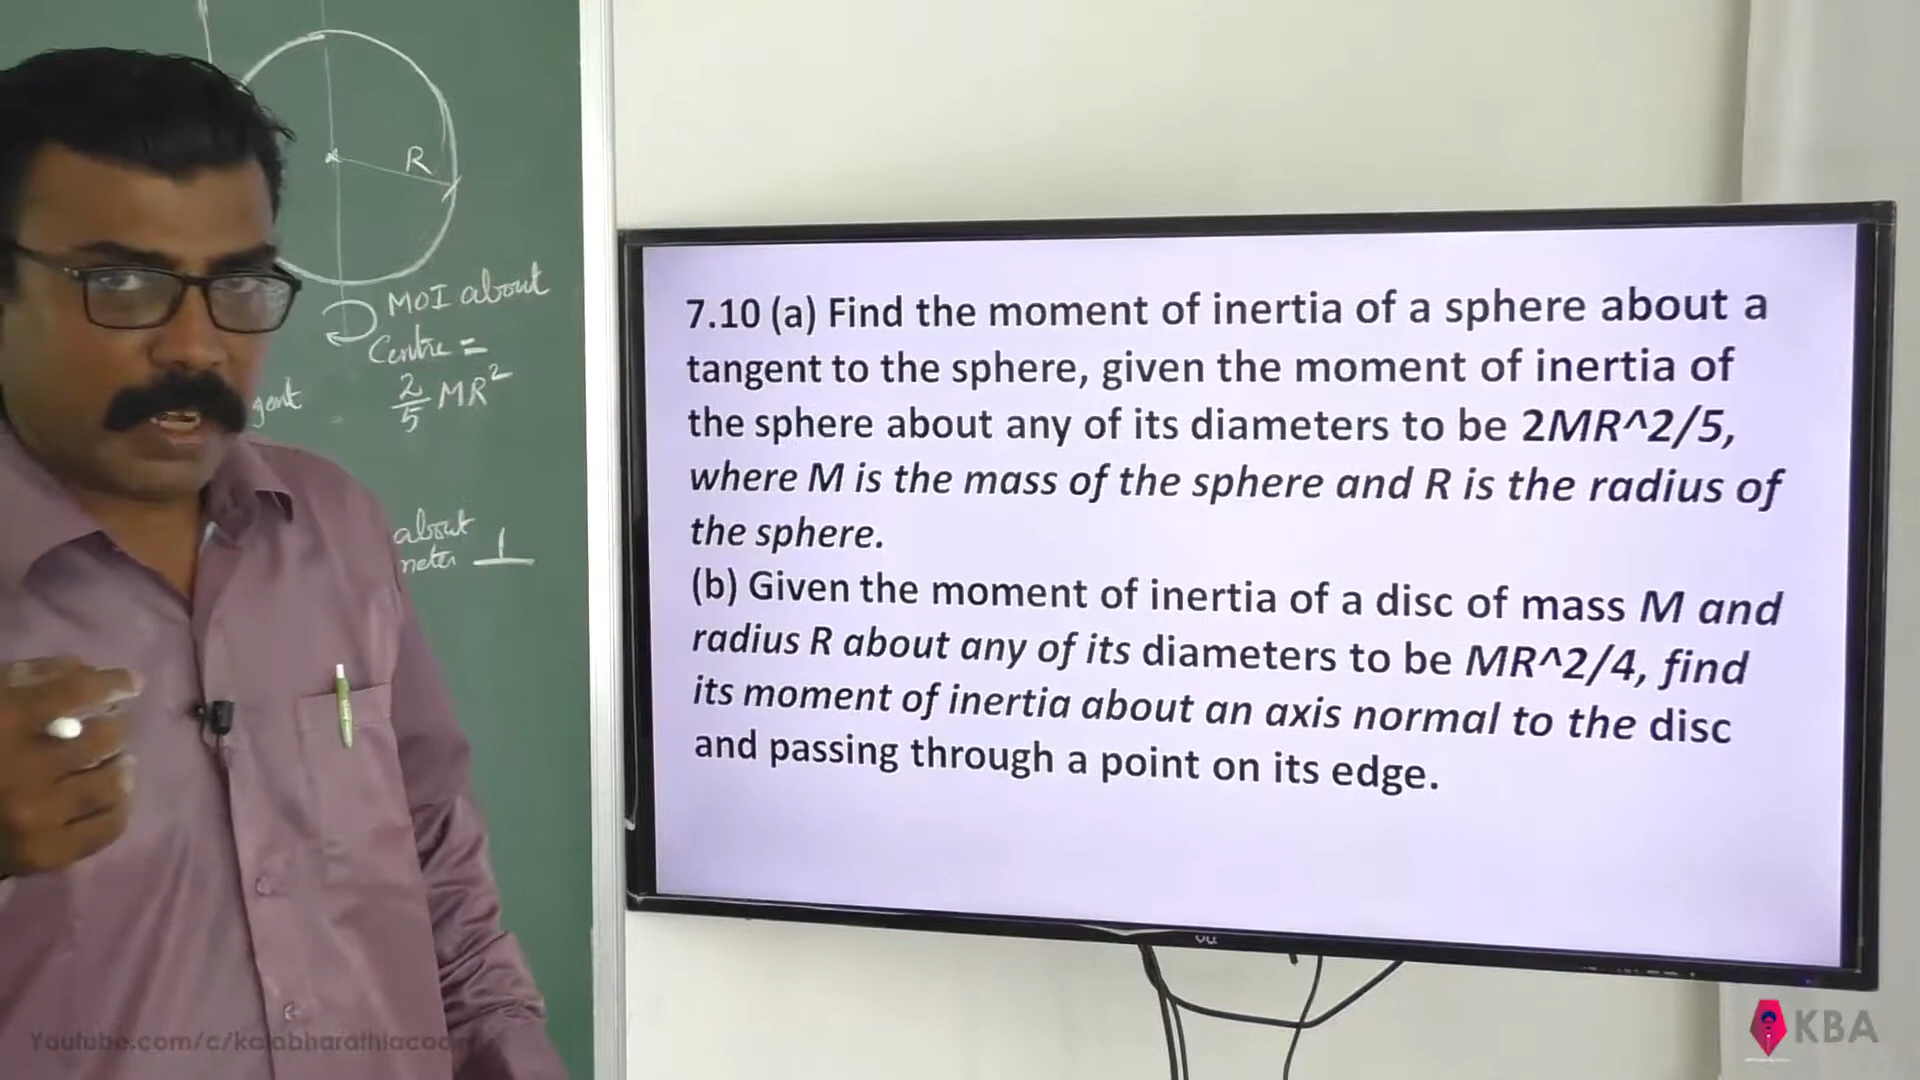 R
MOI about
Centre =
2/5 MR²
gent
about
meter ⊥
7.10 (a) Find the moment of inertia of a sphere about a
tangent to the sphere, given the moment of inertia of
the sphere about any of its diameters to be 2MR^2/5,
where M is the mass of the sphere and R is the radius of
the sphere.
(b) Given the moment of inertia of a disc of mass M and
radius R about any of its diameters to be MR^2/4, find
its moment of inertia about an axis normal to the disc
and passing through a point on its edge.
vu
Youtube.com/c/kalabharathiacad
KBA